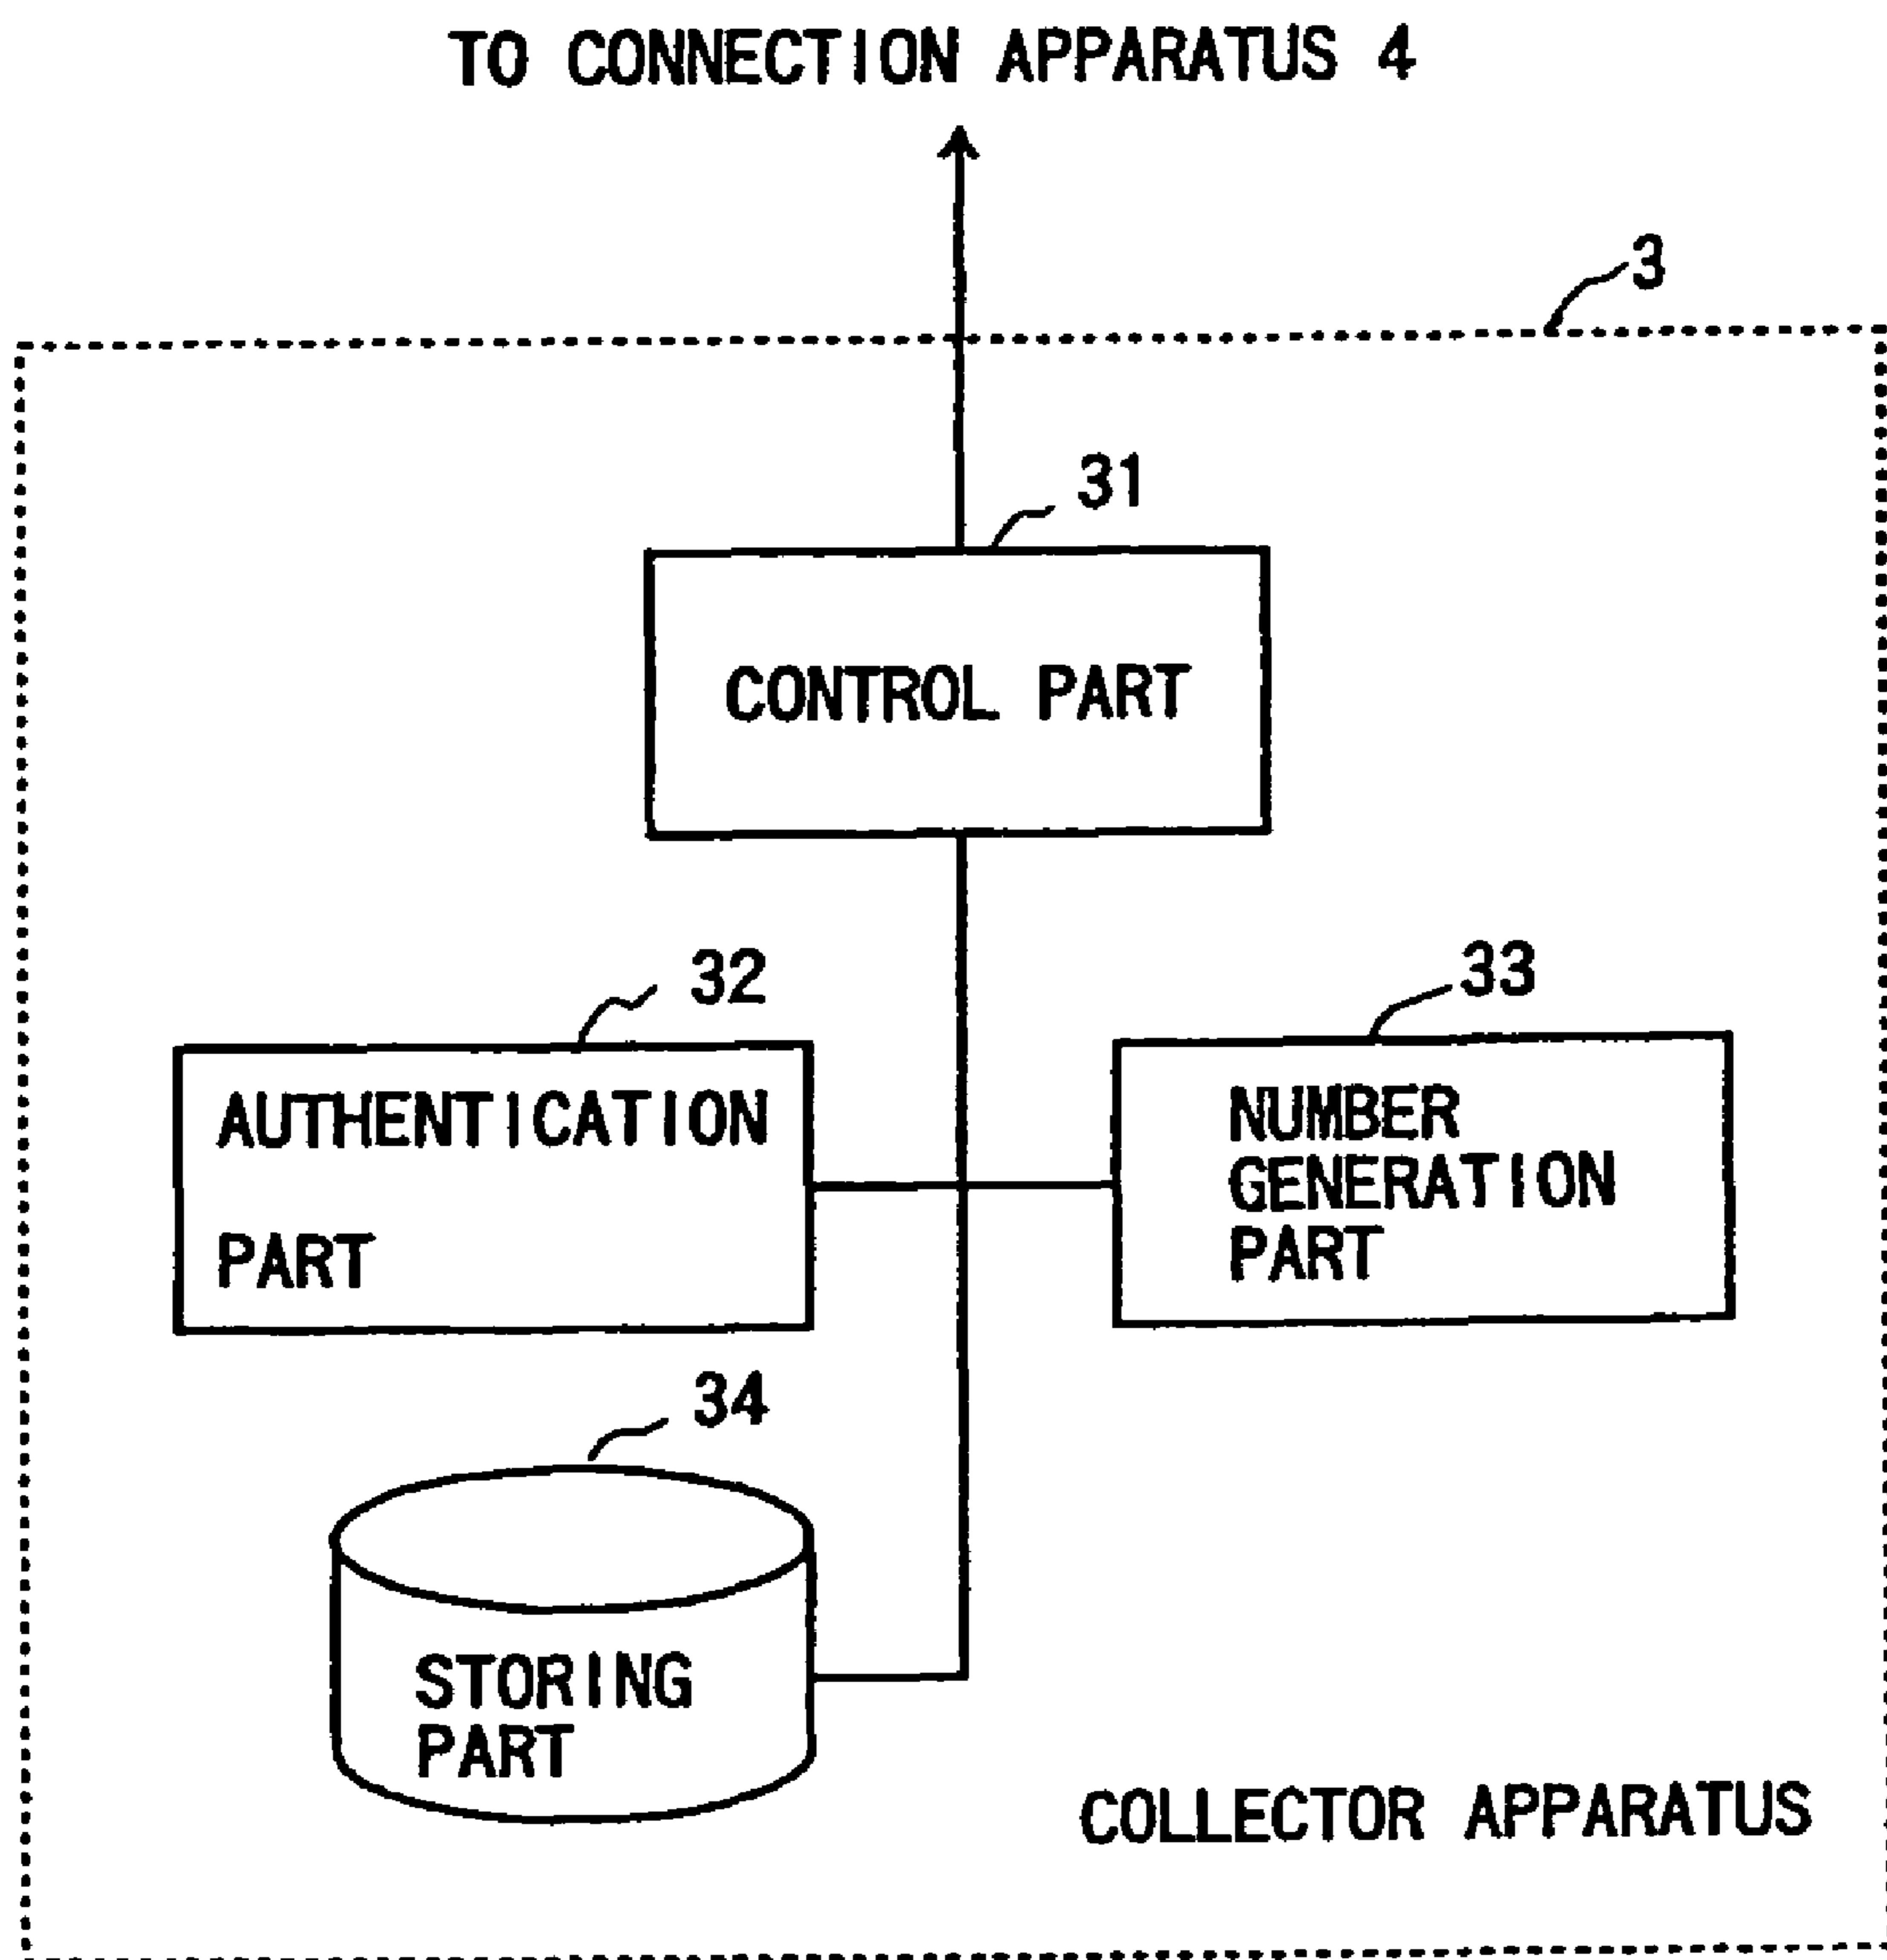 TO CONNECTION APPARATUS 4
3
31
CONTROL PART
32
33
AUTHENTICATION
PART
NUMBER
GENERATION
PART
34
STORING
PART
COLLECTOR APPARATUS